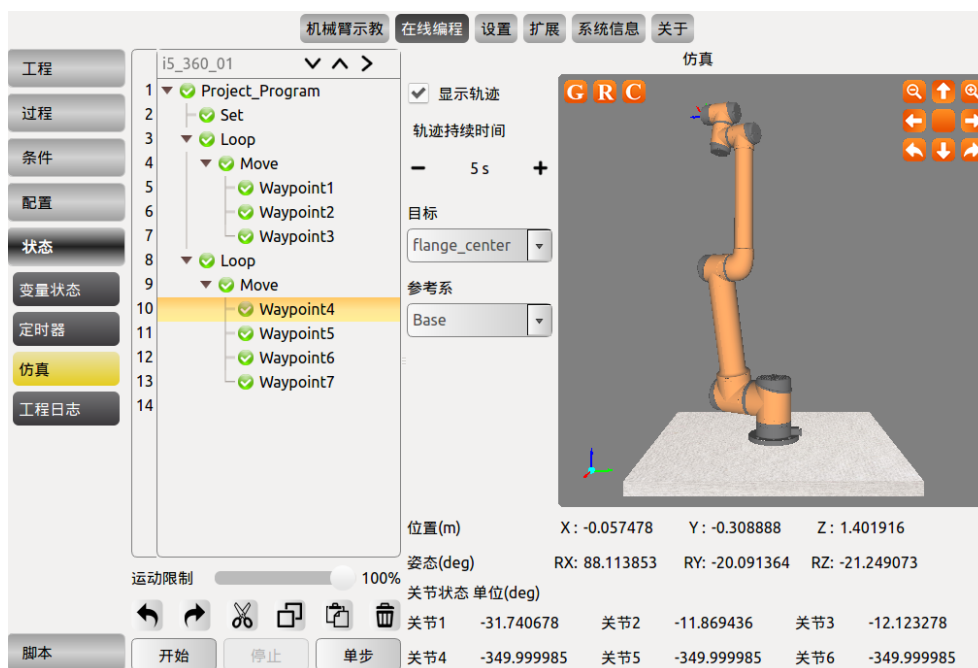 机械臂示教 在线编程 设置 扩展 系统信息 关于
工程
过程
条件
配置
状态
变量状态
定时器
仿真
工程日志
脚本
i5_360_01
1 Project_Program
2 Set
3 Loop
4 Move
5 Waypoint1
6 Waypoint2
7 Waypoint3
8 Loop
9 Move
10 Waypoint4
11 Waypoint5
12 Waypoint6
13 Waypoint7
14
运动限制 100%
开始 停止 单步
仿真
显示轨迹
轨迹持续时间
5 s
目标
flange_center
参考系
Base
G R C
位置(m) X : -0.057478 Y : -0.308888 Z : 1.401916
姿态(deg) RX: 88.113853 RY: -20.091364 RZ: -21.249073
关节状态 单位(deg)
关节1 -31.740678 关节2 -11.869436 关节3 -12.123278
关节4 -349.999985 关节5 -349.999985 关节6 -349.999985